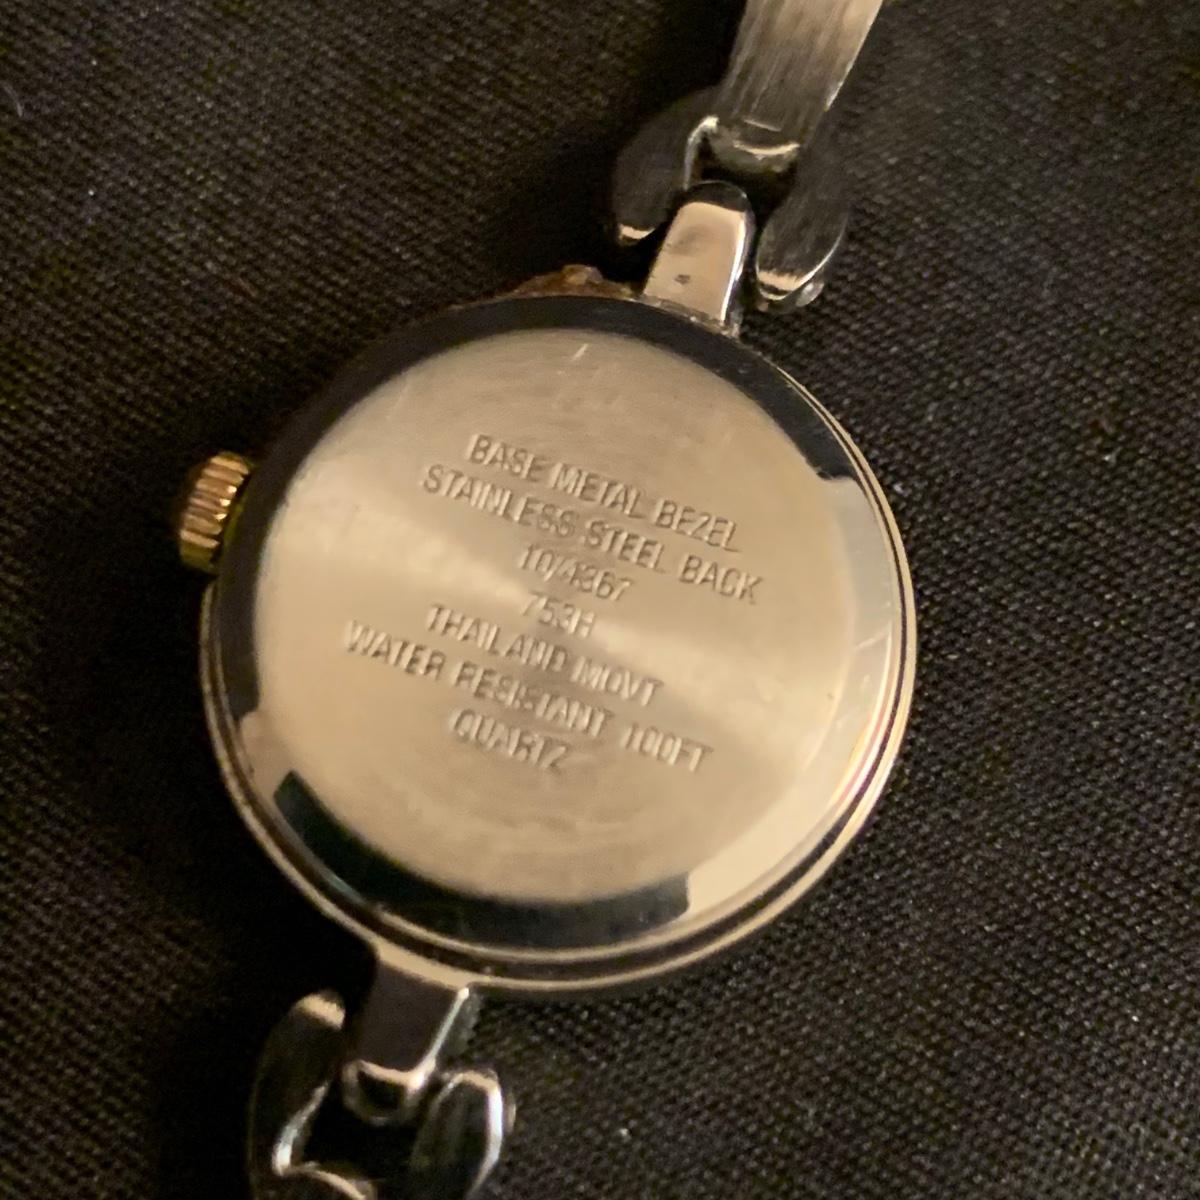 BASE METAL BEZEL
STAINLESS STEEL BACK
10/4367
753H
THAILAND MOVT
WATER RESISTANT 100FT
QUARTZ